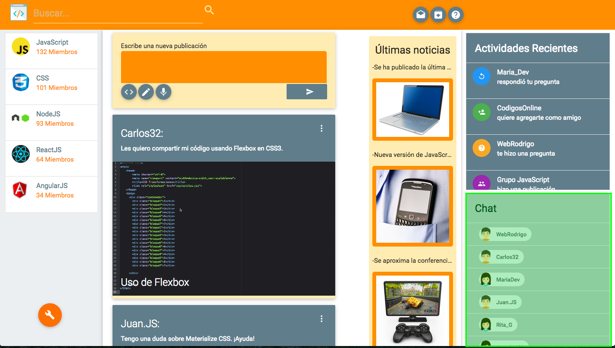 Buscar...
JavaScript
132 Miembros
CSS
101 Miembros
NodeJS
93 Miembros
ReactJS
64 Miembros
AngularJS
34 Miembros
Escribe una nueva publicación
Carlos32:
Les quiero compartir mi código usando Flexbox en CSS3.
Uso de Flexbox
Juan.JS:
Tengo una duda sobre Materialize CSS. ¡Ayuda!
Últimas noticias
-Se ha publicado la última ...
-Nueva versión de JavaScr...
-Se aproxima la conferenci...
Actividades Recientes
Maria_Dev
respondió tu pregunta
CodigosOnline
quiere agregarte como amigo
WebRodrigo
te hizo una pregunta
Grupo JavaScript
hizo una publicación
Chat
WebRodrigo
Carlos32
MariaDev
Juan.JS
Rita_G